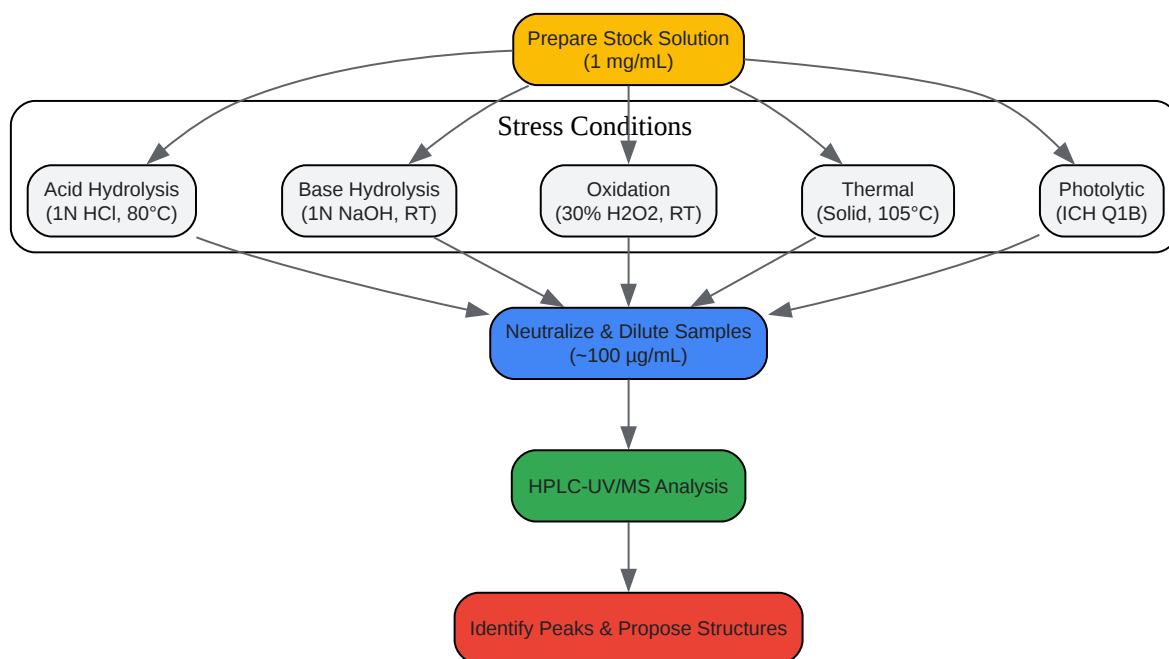 Prepare Stock Solution
(1 mg/mL)
Stress Conditions
Acid Hydrolysis
(1N HCl, 80°C)
Base Hydrolysis
(1N NaOH, RT)
Oxidation
(30% H2O2, RT)
Thermal
(Solid, 105°C)
Photolytic
(ICH Q1B)
Neutralize & Dilute Samples
(~100 µg/mL)
HPLC-UV/MS Analysis
Identify Peaks & Propose Structures